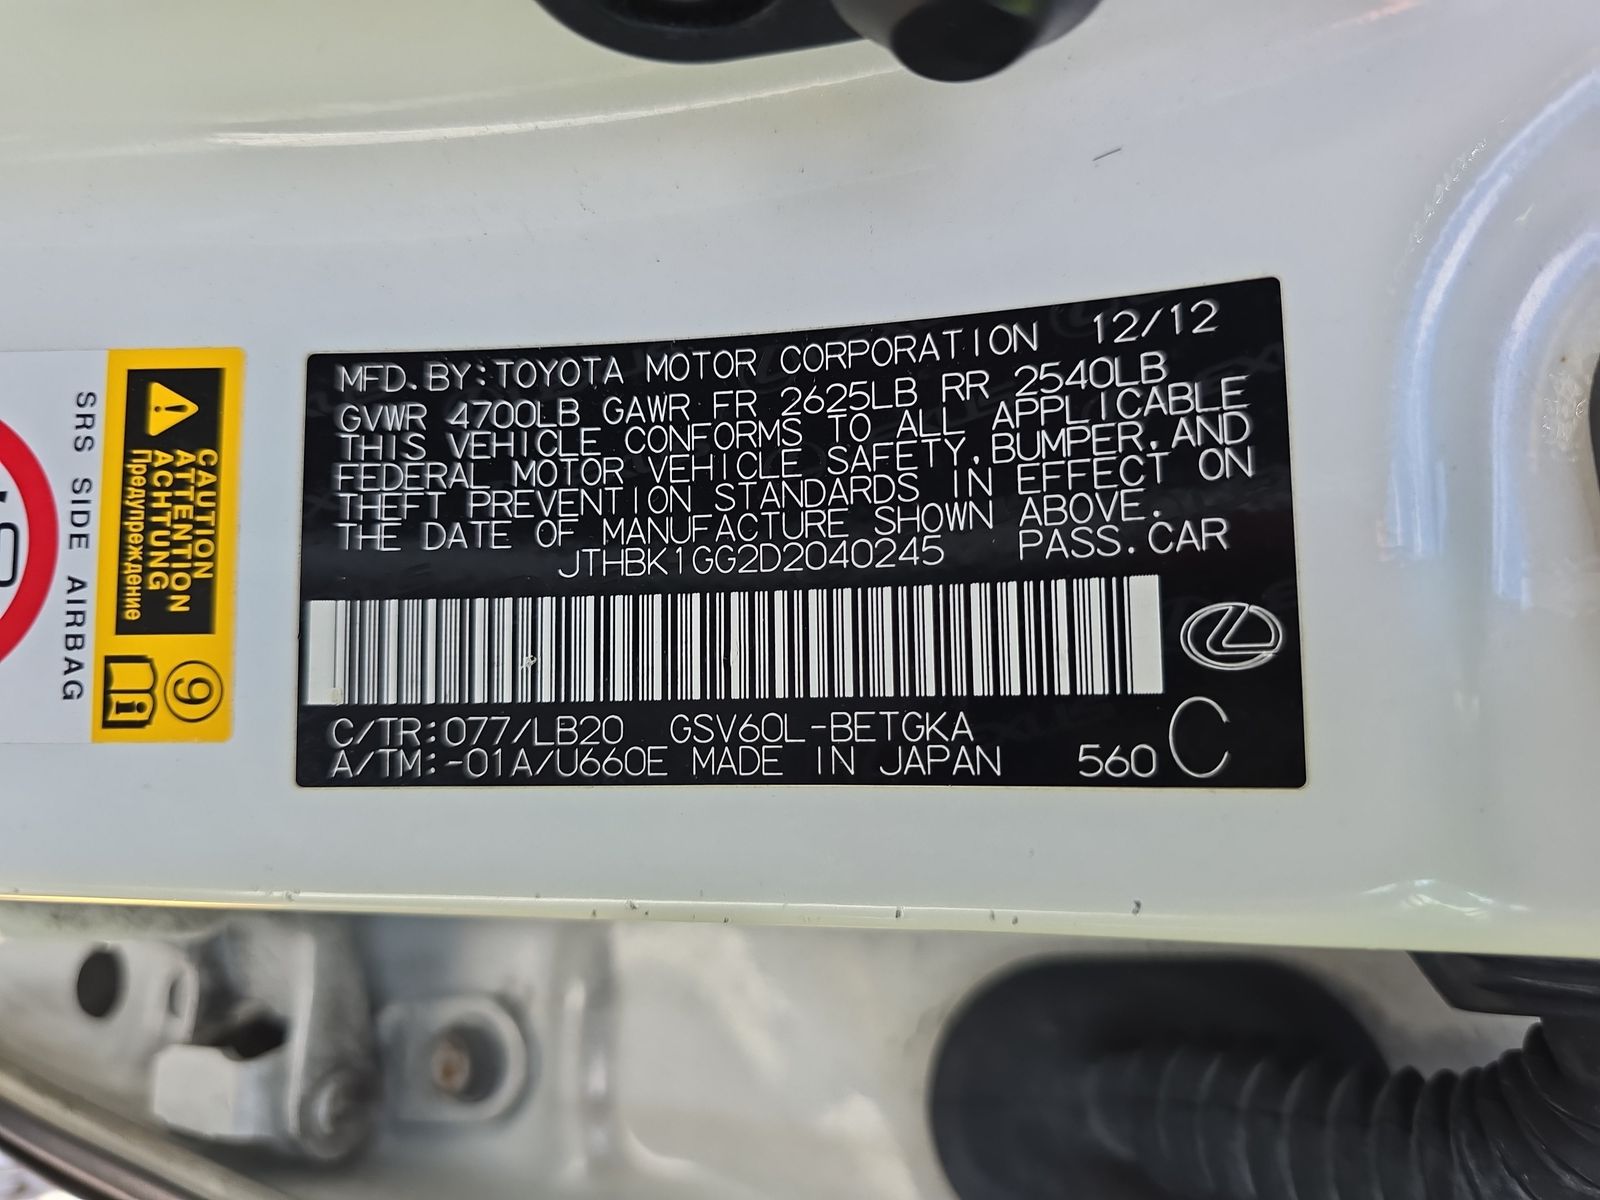 MFD. BY: TOYOTA MOTOR CORPORATION 12/12
GVWR 4700LB GAWR FR 2625LB RR 2540LB
THIS VEHICLE CONFORMS TO ALL APPLICABLE
FEDERAL MOTOR VEHICLE SAFETY, BUMPER, AND
THEFT PREVENTION STANDARDS IN EFFECT ON
THE DATE OF MANUFACTURE SHOWN ABOVE.
JTHBK1GG2D2040245 PASS. CAR
C/TR:077/LB20 GSV60L-BETGKA
A/TM:-01A/U660E MADE IN JAPAN 560 C
CAUTION
ATTENTION
ACHTUNG
Предупреждение
9
i
SRS SIDE AIRBAG